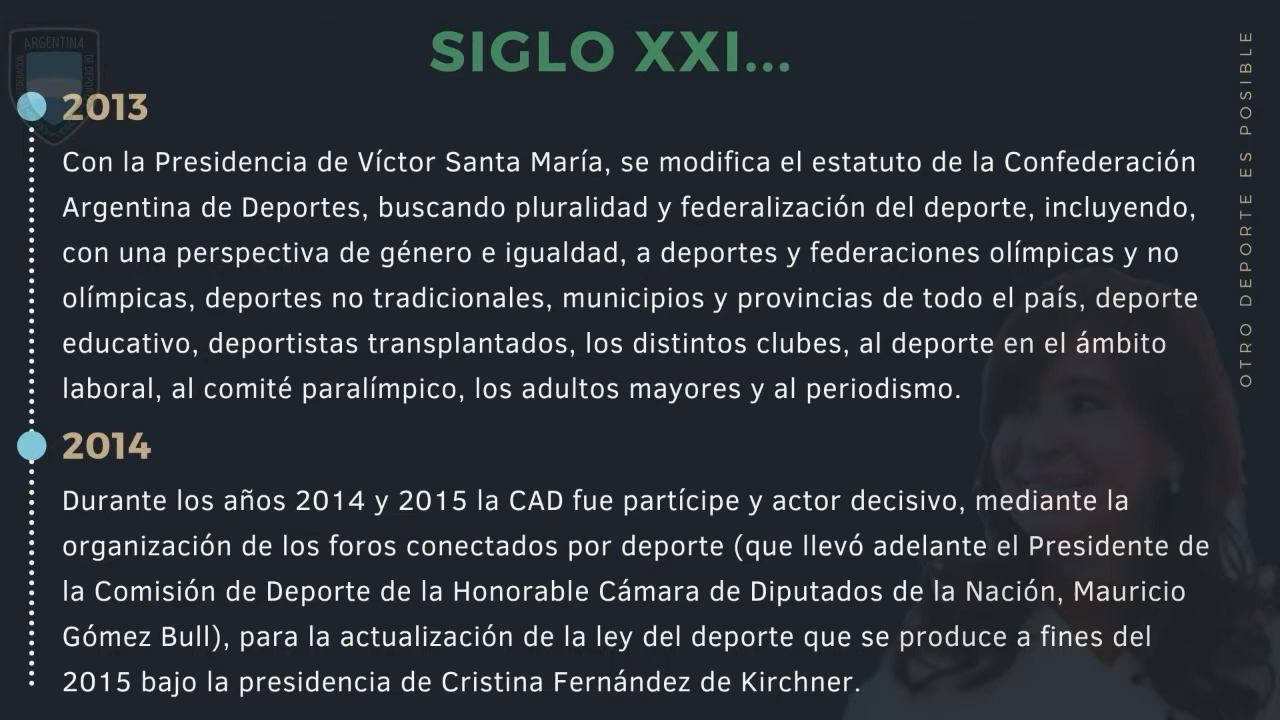 SIGLO XXI...
ARGENTINA
2013
Con la Presidencia de Víctor Santa María, se modifica el estatuto de la Confederación
Argentina de Deportes, buscando pluralidad y federalización del deporte, incluyendo,
con una perspectiva de género e igualdad, a deportes y federaciones olímpicas y no
olímpicas, deportes no tradicionales, municipios y provincias de todo el país, deporte
educativo, deportistas transplantados, los distintos clubes, al deporte en el ámbito
laboral, al comité paralímpico, los adultos mayores y al periodismo.
2014
Durante los años 2014 y 2015 la CAD fue partícipe y actor decisivo, mediante la
organización de los foros conectados por deporte (que llevó adelante el Presidente de
la Comisión de Deporte de la Honorable Cámara de Diputados de la Nación, Mauricio
Gómez Bull), para la actualización de la ley del deporte que se produce a fines del
2015 bajo la presidencia de Cristina Fernández de Kirchner.
OTRO DEPORTE ES POSIBLE